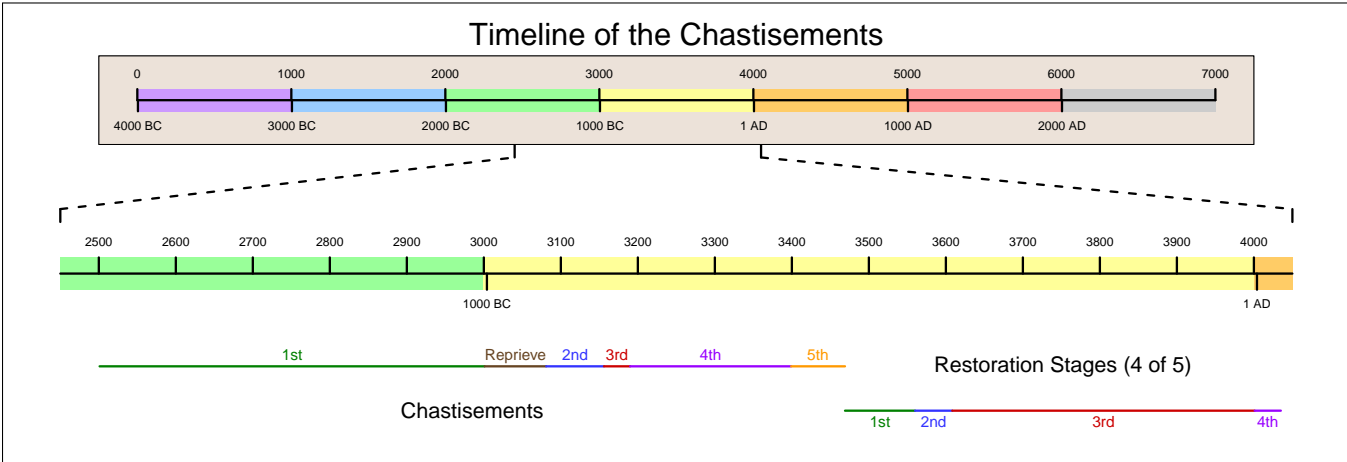 Timeline of the Chastisements
0 1000 2000 3000 4000 5000 6000 7000
4000 BC 3000 BC 2000 BC 1000 BC 1 AD 1000 AD 2000 AD
2500 2600 2700 2800 2900 3000 3100 3200 3300 3400 3500 3600 3700 3800 3900 4000
1000 BC 1 AD
1st Reprieve 2nd 3rd 4th 5th
Restoration Stages (4 of 5)
Chastisements
1st 2nd 3rd 4th